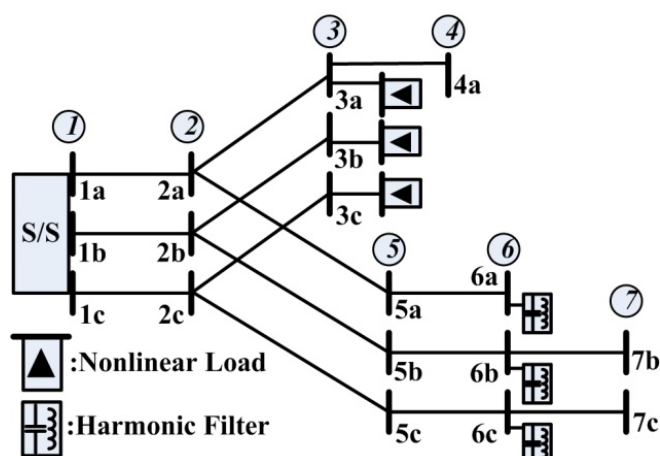 3 4
3a 4a
1 2
3b
1a 2a
3c
S/S
1b 2b
5 6
6a
1c 2c
5a
7
:Nonlinear Load
5b 6b 7b
:Harmonic Filter
5c 6c 7c